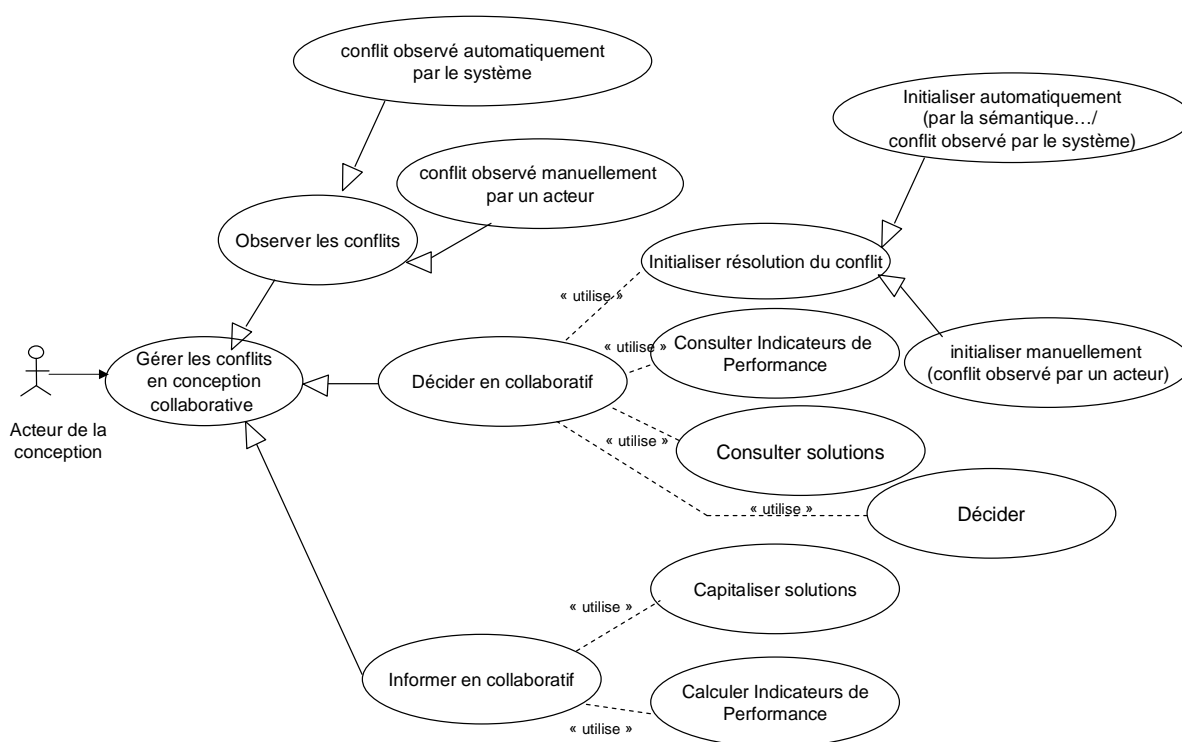 conflit observé automatiquement
par le système
Initialiser automatiquement
(par la sémantique…/
conflit observé par le système)
conflit observé manuellement
par un acteur
Observer les conflits
Initialiser résolution du conflit
« utilise »
« utilise »
Consulter Indicateurs de
Performance
initialiser manuellement
(conflit observé par un acteur)
Gérer les conflits
en conception
collaborative
Décider en collaboratif
Acteur de la
conception
« utilise »
Consulter solutions
« utilise »
Décider
Capitaliser solutions
« utilise »
Informer en collaboratif
Calculer Indicateurs de
Performance
« utilise »